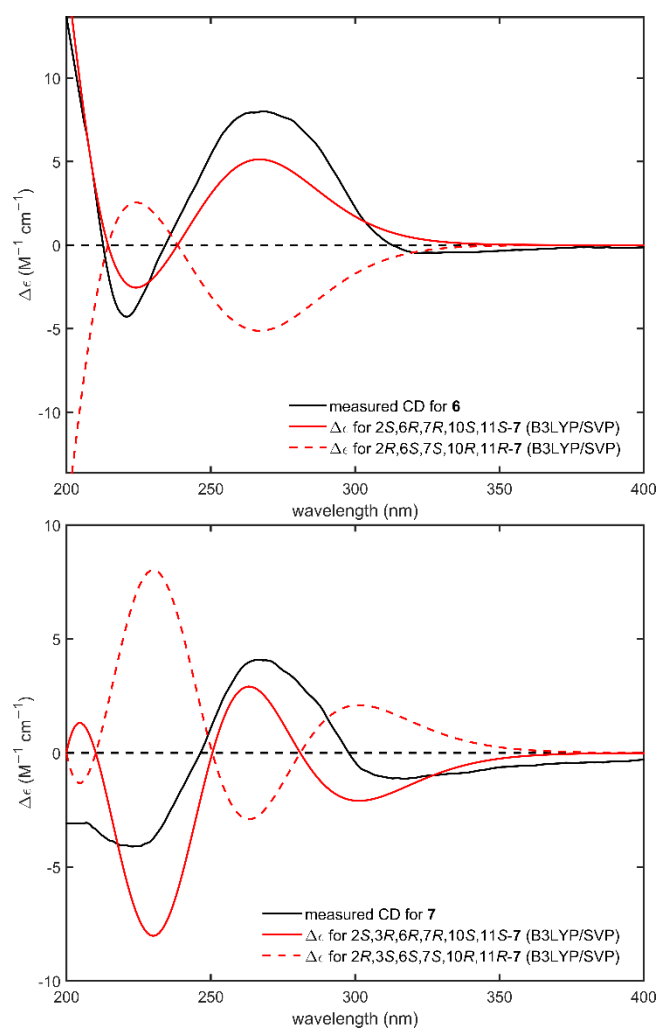 10
5
0
-5
-10
Δϵ (M⁻¹ cm⁻¹)
measured CD for 6
Δϵ for 2S,6R,7R,10S,11S-7 (B3LYP/SVP)
Δϵ for 2R,6S,7S,10R,11R-7 (B3LYP/SVP)
200 250 300 350 400
wavelength (nm)
10
5
0
-5
-10
Δϵ (M⁻¹ cm⁻¹)
measured CD for 7
Δϵ for 2S,3R,6R,7R,10S,11S-7 (B3LYP/SVP)
Δϵ for 2R,3S,6S,7S,10R,11R-7 (B3LYP/SVP)
200 250 300 350 400
wavelength (nm)